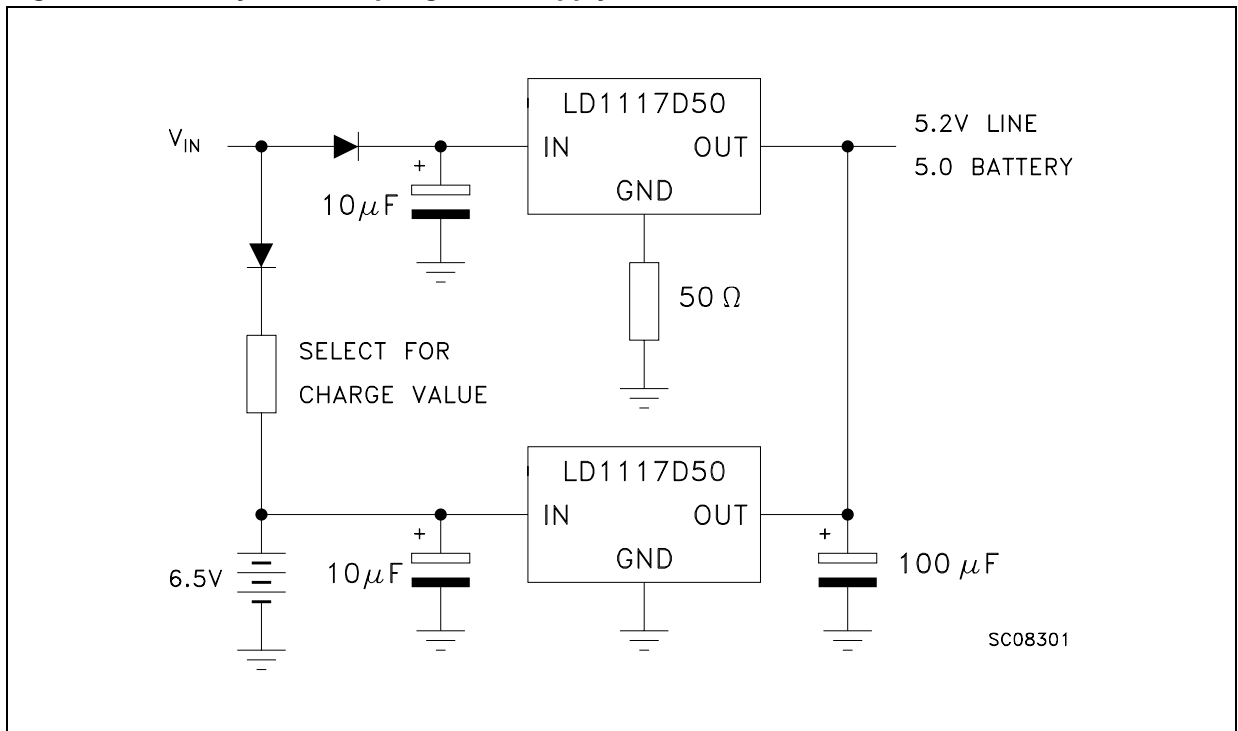 LD1117D50
V_IN
IN OUT
GND
5.2V LINE
5.0 BATTERY
+
10μF
50 Ω
SELECT FOR
CHARGE VALUE
LD1117D50
IN OUT
GND
+
+
6.5V
10μF
100 μF
SC08301